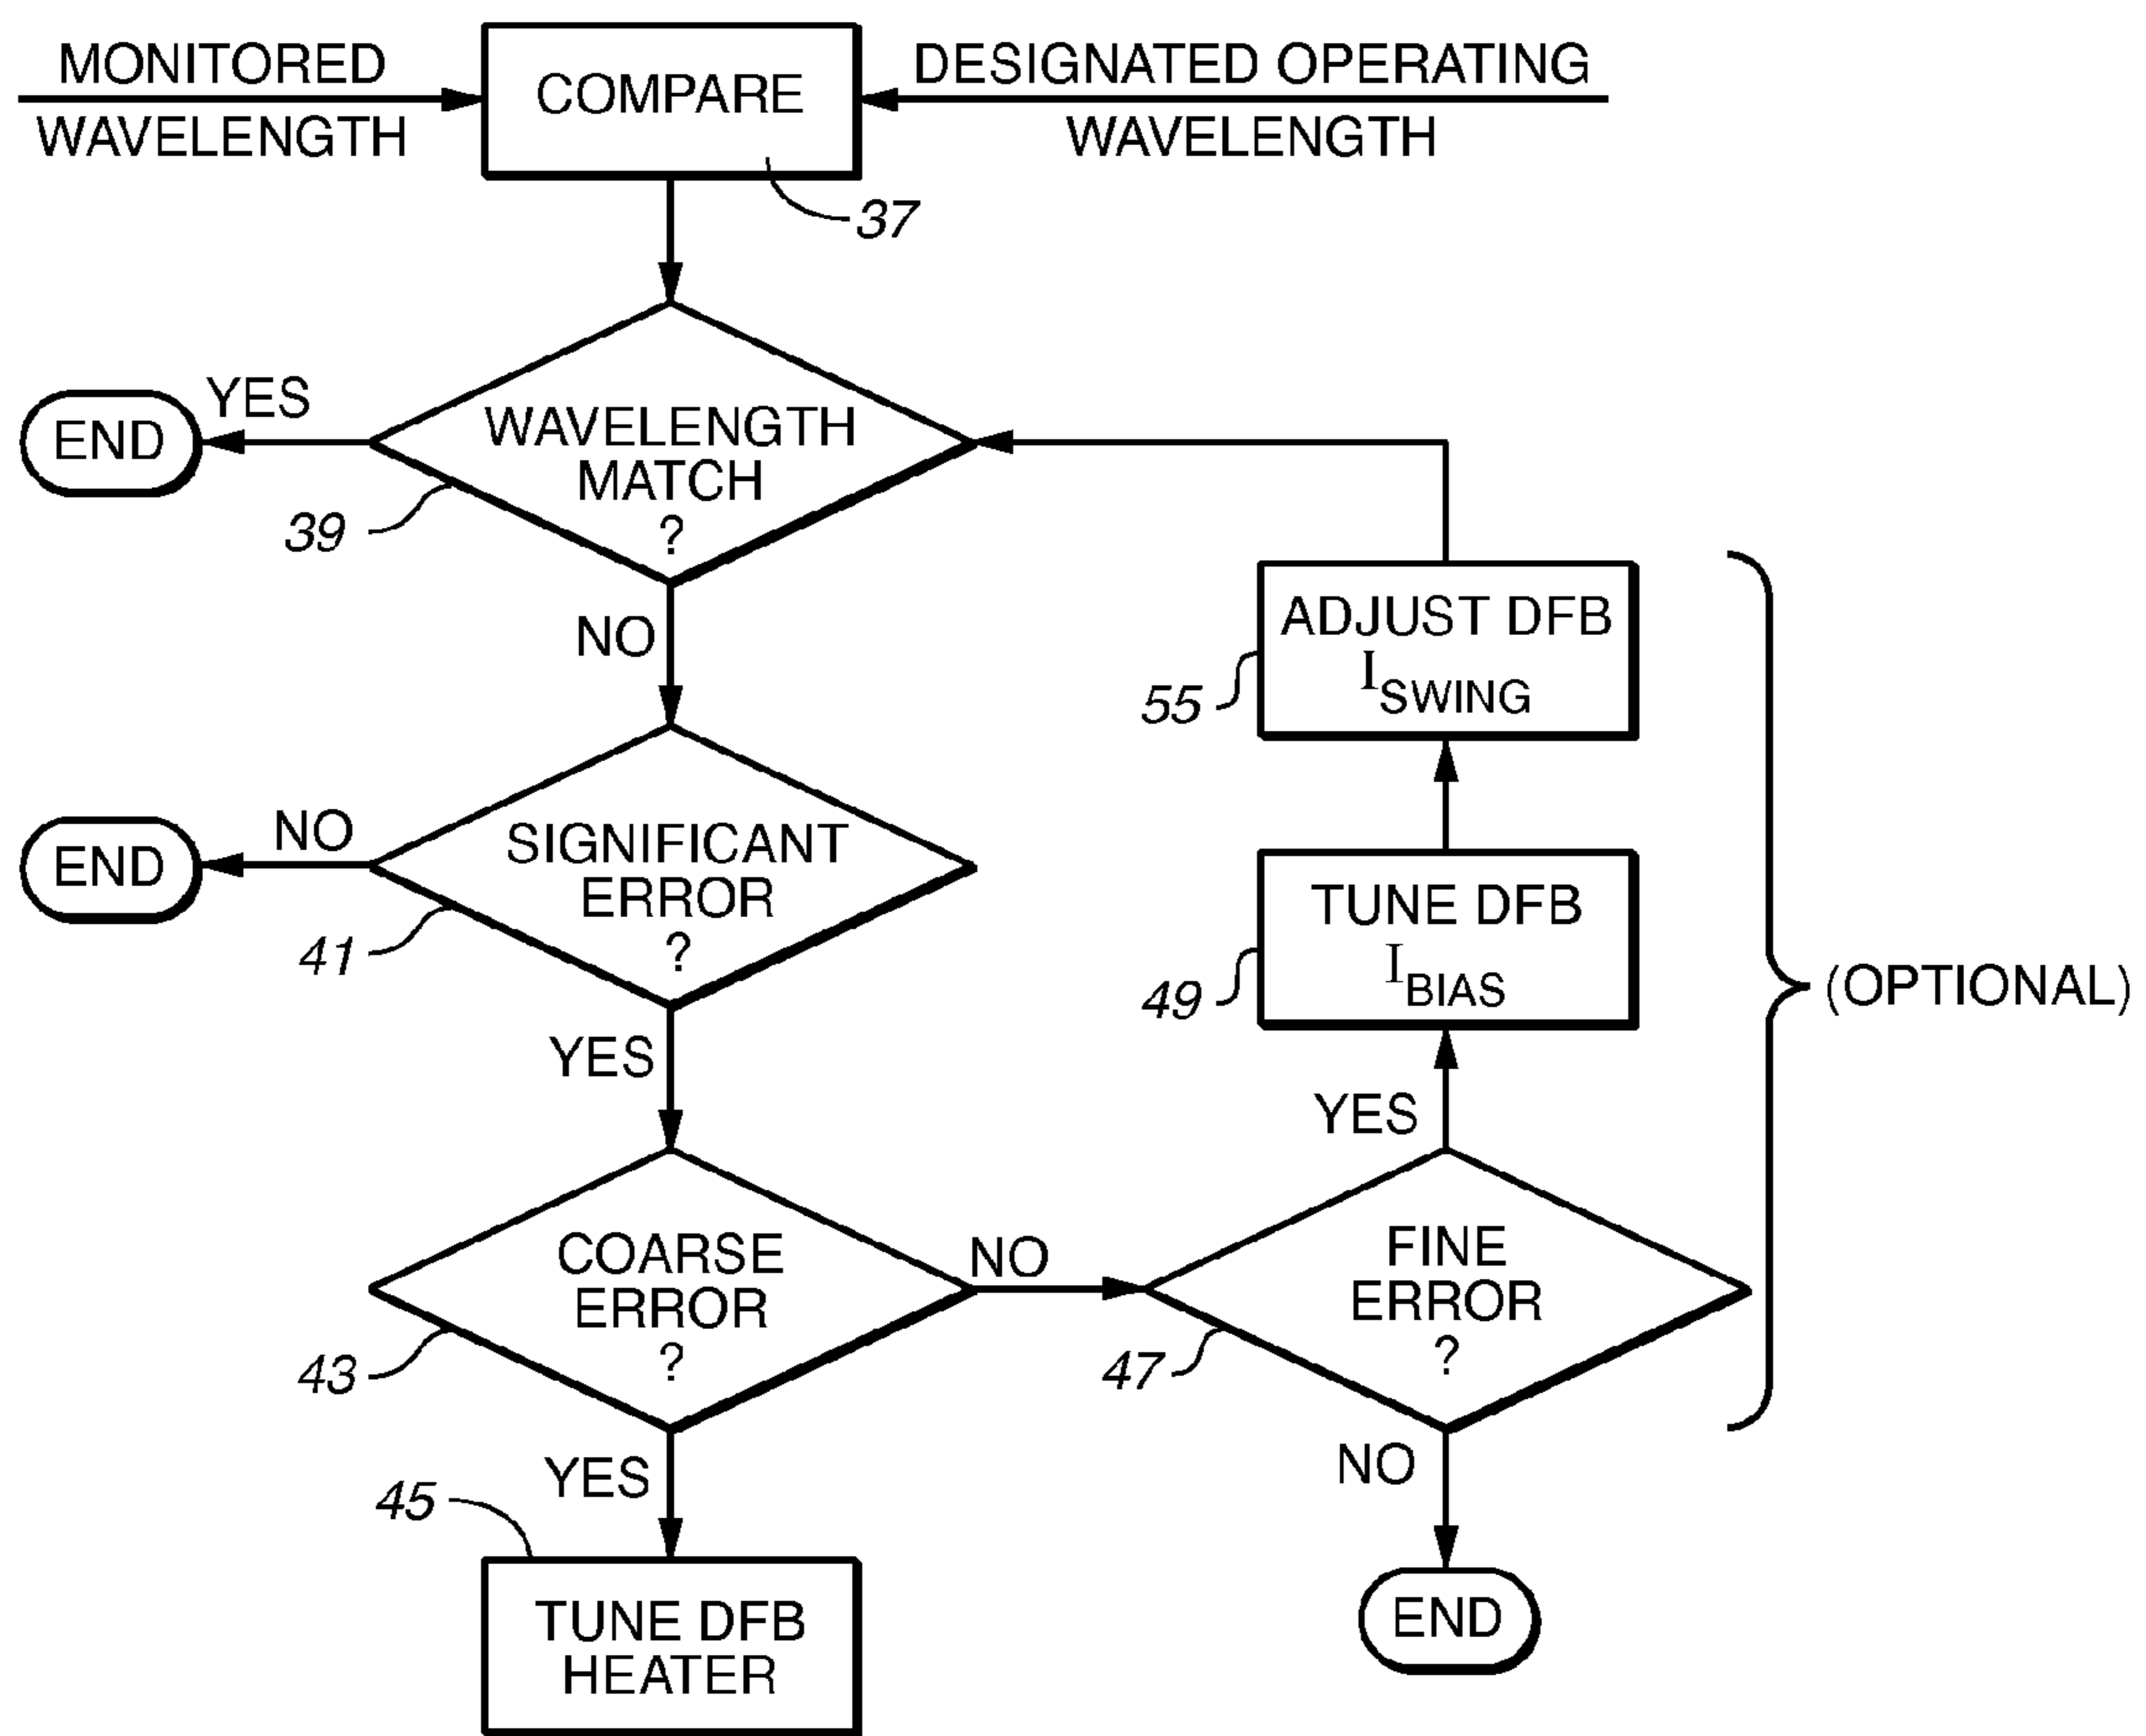 MONITORED
WAVELENGTH
COMPARE
DESIGNATED OPERATING
WAVELENGTH
37
WAVELENGTH
MATCH
?
YES
END
39
NO
SIGNIFICANT
ERROR
?
NO
END
41
YES
COARSE
ERROR
?
43
NO
YES
45
TUNE DFB
HEATER
FINE
ERROR
?
47
NO
END
YES
TUNE DFB
I BIAS
49
ADJUST DFB
I SWING
55
(OPTIONAL)